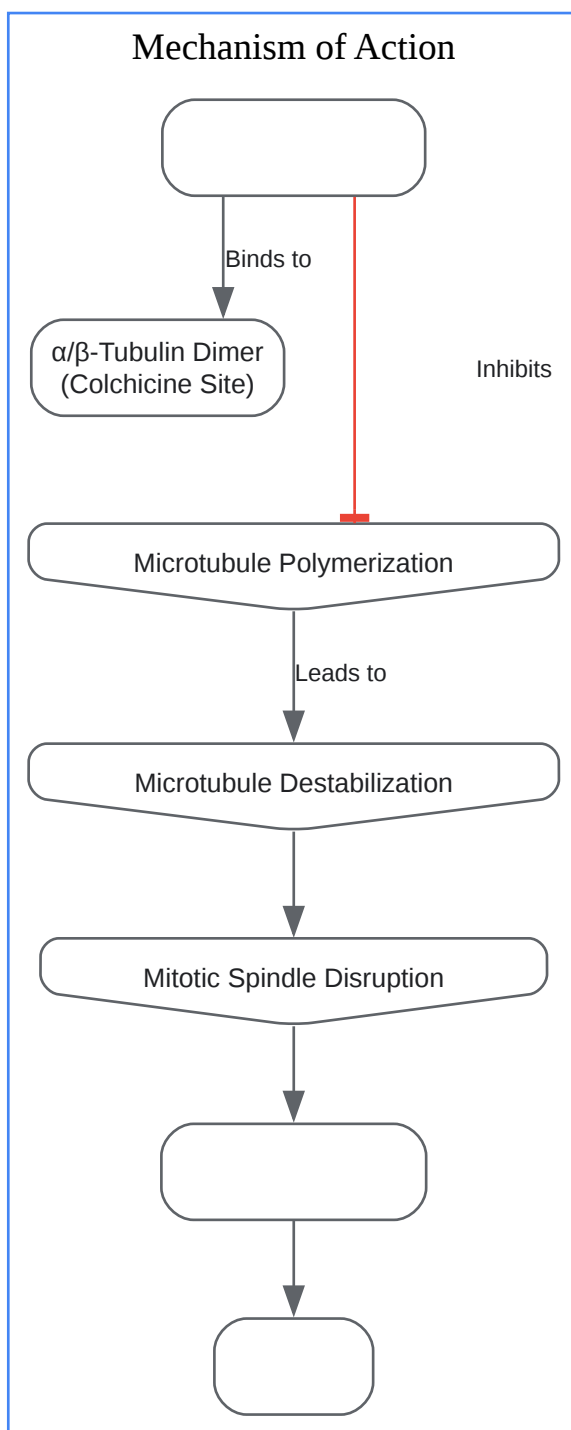 Mechanism of Action
Binds to
α/β-Tubulin Dimer
(Colchicine Site)
Inhibits
Microtubule Polymerization
Leads to
Microtubule Destabilization
Mitotic Spindle Disruption